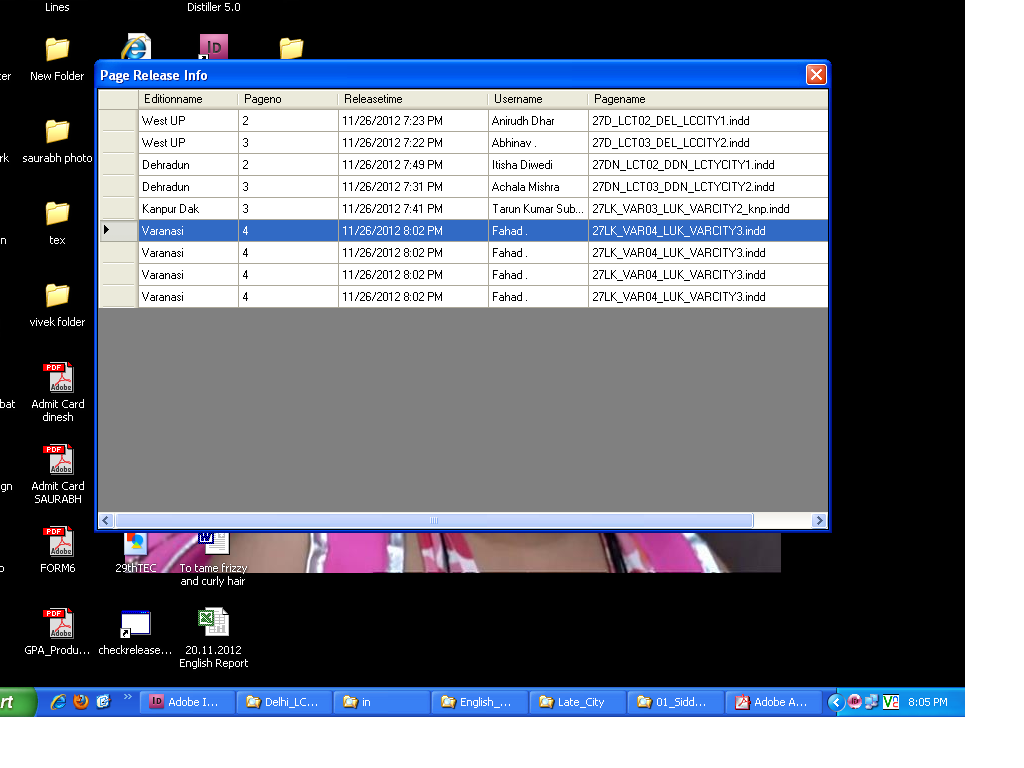 Lines
Distiller 5.0
ter
New Folder
rk
saurabh photo
n
tex
vivek folder
bat
Admit Card
dinesh
gn
Admit Card
SAURABH
o
FORM6
29thTEC
To tame frizzy
and curly hair
GPA_Produ...
checkrelease...
20.11.2012
English Report
Page Release Info
Editionname Pageno Releasetime Username Pagename
West UP 2 11/26/2012 7:23 PM Anirudh Dhar 27D_LCT02_DEL_LCCITY1.indd
West UP 3 11/26/2012 7:22 PM Abhinav . 27D_LCT03_DEL_LCCITY2.indd
Dehradun 2 11/26/2012 7:49 PM Itisha Diwedi 27DN_LCT02_DDN_LCTYCITY1.indd
Dehradun 3 11/26/2012 7:31 PM Achala Mishra 27DN_LCT03_DDN_LCTYCITY2.indd
Kanpur Dak 3 11/26/2012 7:41 PM Tarun Kumar Sub... 27LK_VAR03_LUK_VARCITY2_knp.indd
Varanasi 4 11/26/2012 8:02 PM Fahad . 27LK_VAR04_LUK_VARCITY3.indd
Varanasi 4 11/26/2012 8:02 PM Fahad . 27LK_VAR04_LUK_VARCITY3.indd
Varanasi 4 11/26/2012 8:02 PM Fahad . 27LK_VAR04_LUK_VARCITY3.indd
Varanasi 4 11/26/2012 8:02 PM Fahad . 27LK_VAR04_LUK_VARCITY3.indd
rt Adobe I... Delhi_LC... in English_... Late_City 01_Sidd... Adobe A... 8:05 PM